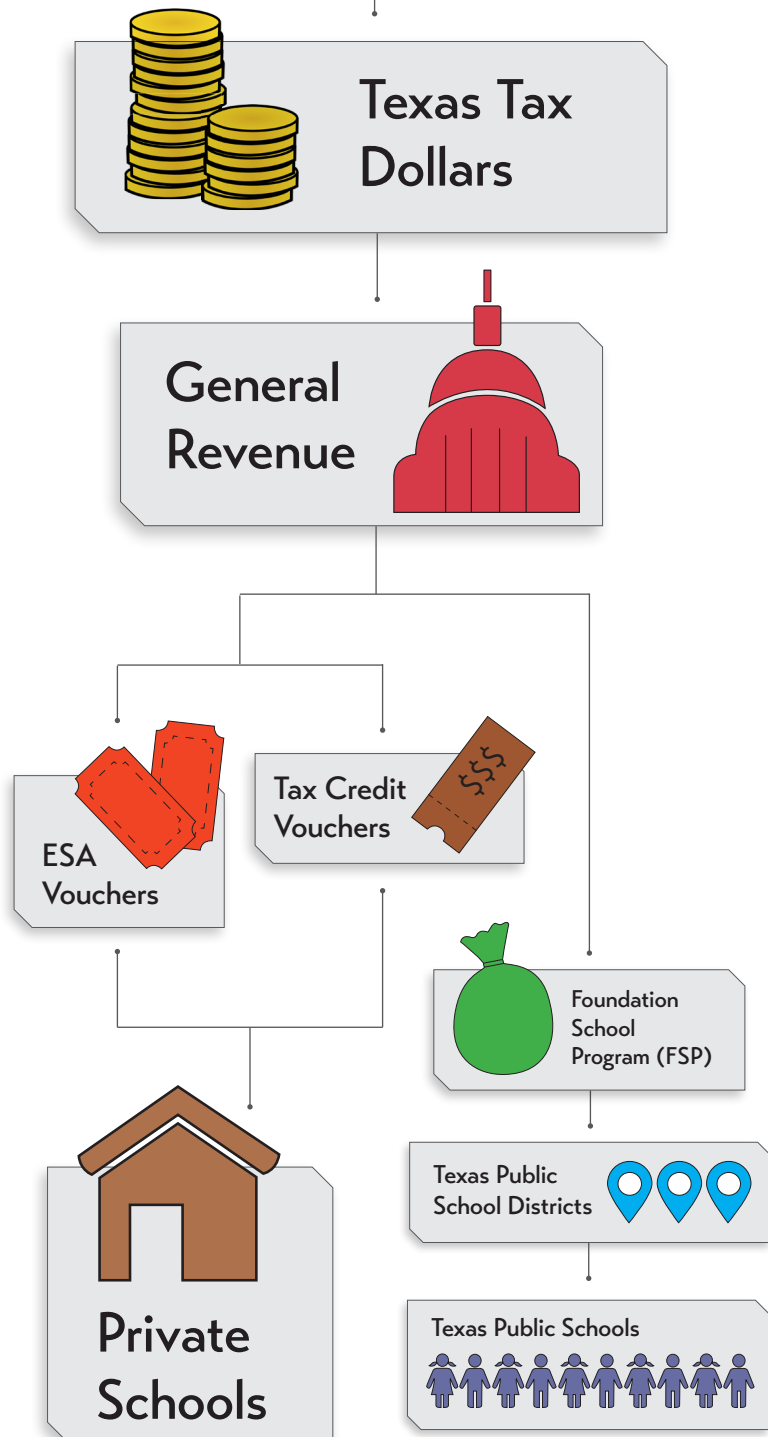 Texas Tax
Dollars
General
Revenue
ESA
Vouchers
Tax Credit
Vouchers
$$$
Foundation
School
Program (FSP)
Texas Public
School Districts
Texas Public Schools
Private
Schools